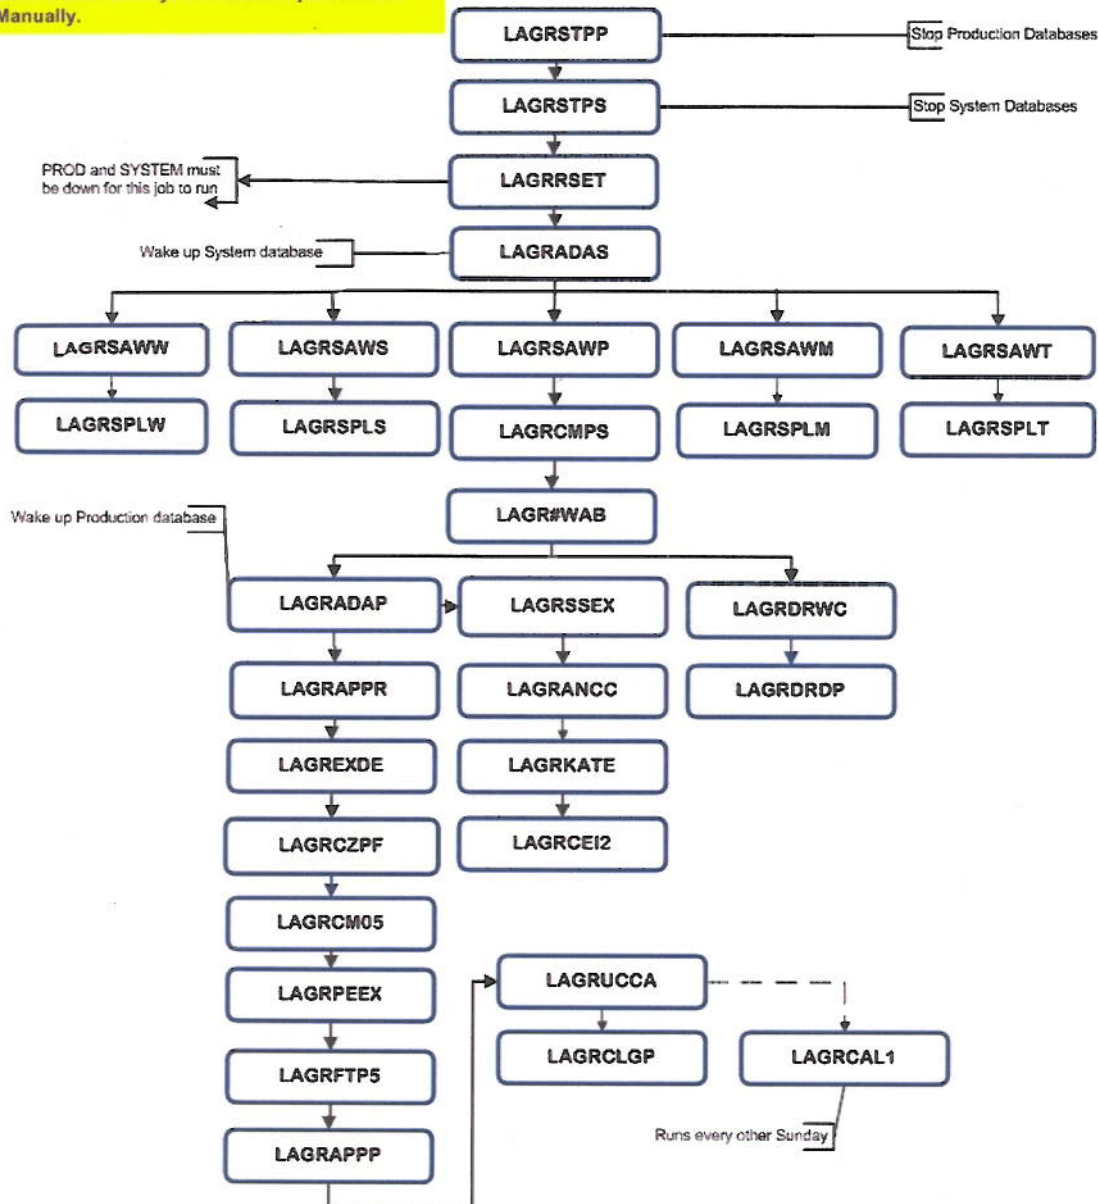 Manually.
LAGRSTPP
Stop Production Databases
LAGRSTPS
Stop System Databases
PROD and SYSTEM must
be down for this job to run
LAGRRSET
Wake up System database
LAGRADAS
LAGRSAWW
LAGRSAWS
LAGRSAWP
LAGRSAWM
LAGRSAWT
LAGRSPLW
LAGRSPLS
LAGRCMPS
LAGRSPLM
LAGRSPLT
Wake up Production database
LAGR#WAB
LAGRADAP
LAGRSSEX
LAGRDRWC
LAGRAPPR
LAGRANCC
LAGRDRDP
LAGREXDE
LAGRKATE
LAGRCZPF
LAGRCEI2
LAGRCM05
LAGRPEEX
LAGRUCCA
LAGRFTP5
LAGRCLGP
LAGRCAL1
Runs every other Sunday
LAGRAPPP